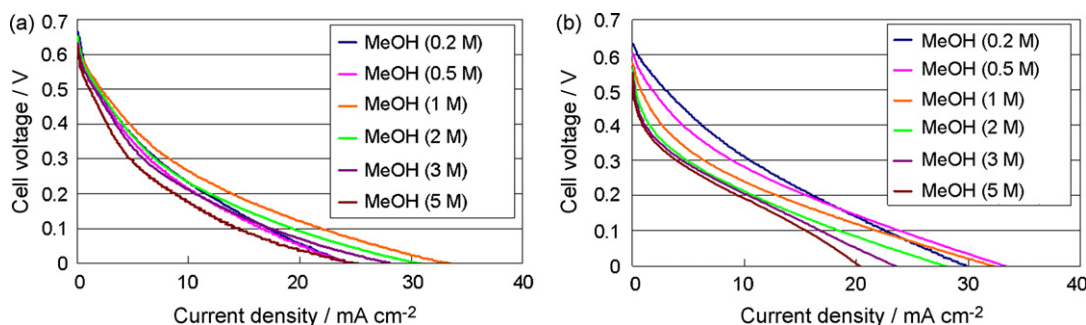 (a)
0.7
0.6
0.5
0.4
0.3
0.2
0.1
0
Cell voltage / V
MeOH (0.2 M)
MeOH (0.5 M)
MeOH (1 M)
MeOH (2 M)
MeOH (3 M)
MeOH (5 M)
0 10 20 30 40
Current density / mA cm-2
(b)
0.7
0.6
0.5
0.4
0.3
0.2
0.1
0
Cell voltage / V
MeOH (0.2 M)
MeOH (0.5 M)
MeOH (1 M)
MeOH (2 M)
MeOH (3 M)
MeOH (5 M)
0 10 20 30 40
Current density / mA cm-2